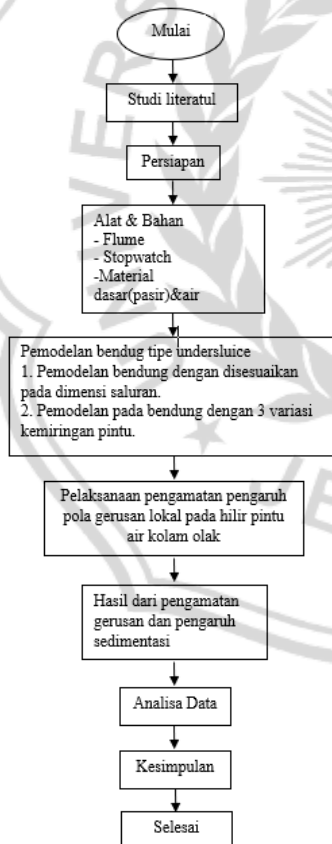 Mulai
Studi literatul
Persiapan
Alat & Bahan
- Flume
- Stopwatch
-Material
dasar(pasir)&air
Pemodelan bendug tipe undersluice
1. Pemodelan bendung dengan disesuaikan
pada dimensi saluran.
2. Pemodelan pada bendung dengan 3 variasi
kemiringan pintu.
Pelaksanaan pengamatan pengaruh
pola gerusan lokal pada hilir pintu
air kolam olak
Hasil dari pengamatan
gerusan dan pengaruh
sedimentasi
Analisa Data
Kesimpulan
Selesai